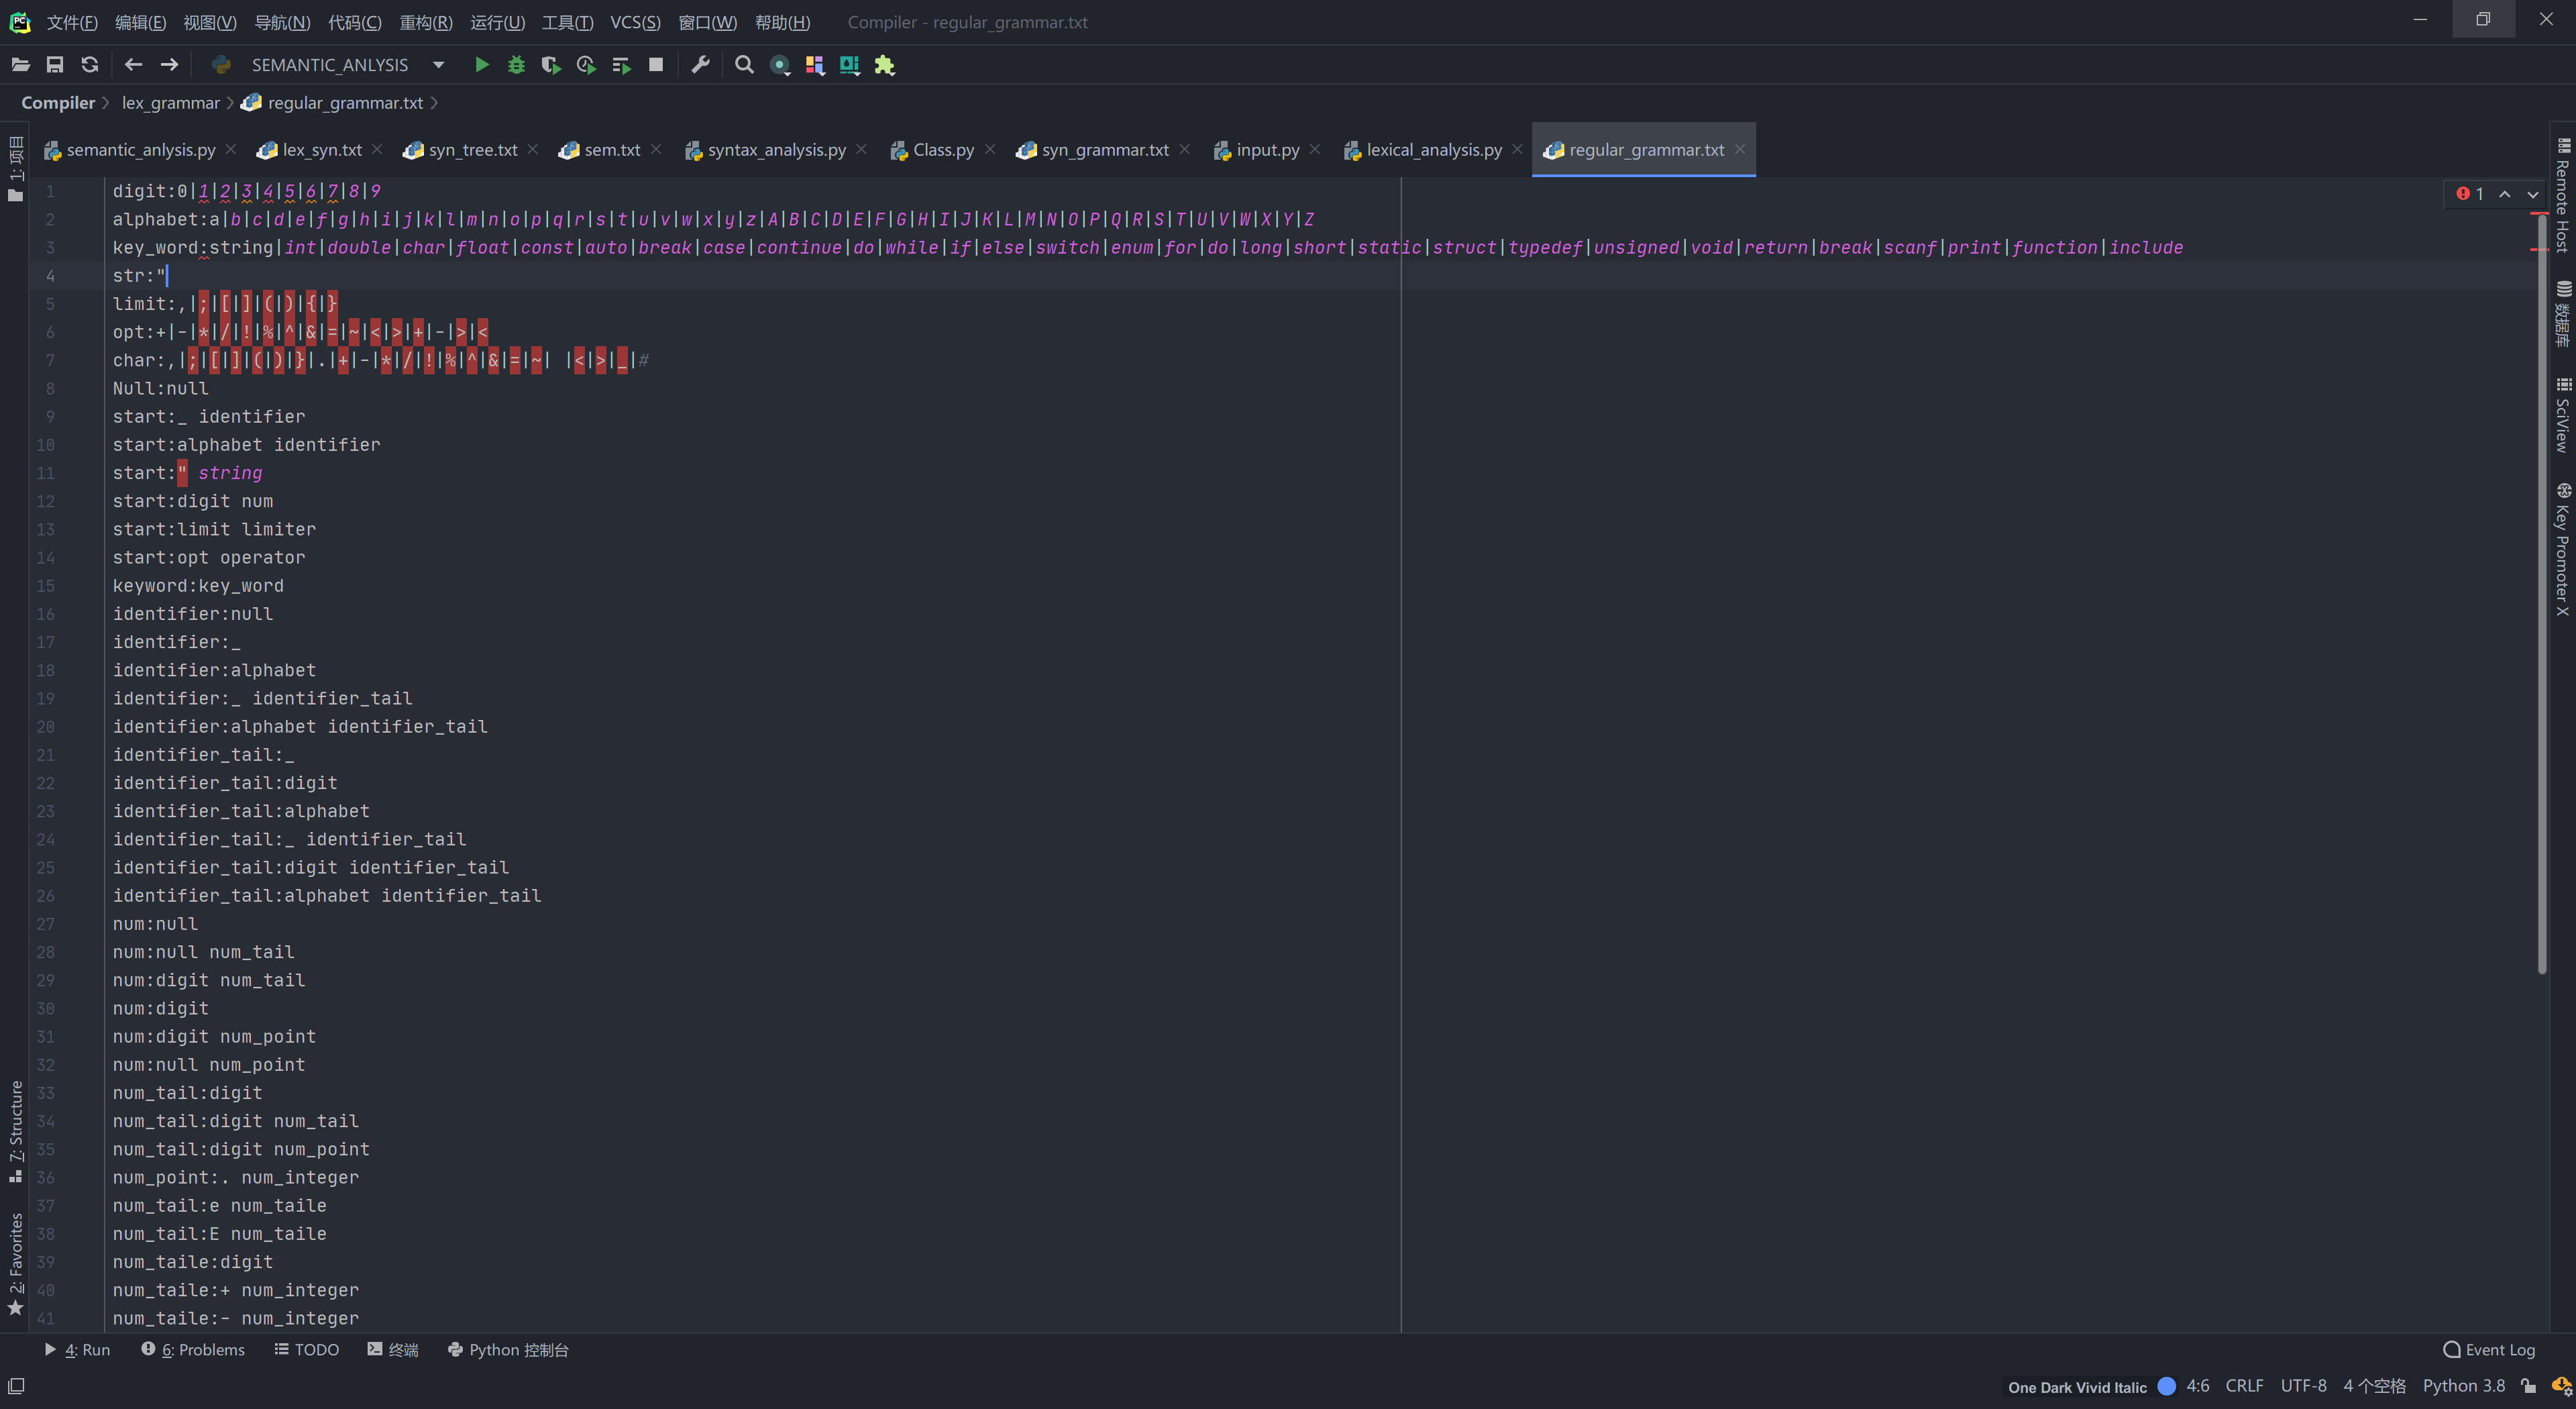 文件(F) 编辑(E) 视图(V) 导航(N) 代码(C) 重构(R) 运行(U) 工具(T) VCS(S) 窗口(W) 帮助(H) Compiler - regular_grammar.txt
SEMANTIC_ANLYSIS
Compiler lex_grammar regular_grammar.txt
semantic_anlysis.py lex_syn.txt syn_tree.txt sem.txt syntax_analysis.py Class.py syn_grammar.txt input.py lexical_analysis.py regular_grammar.txt
1 digit:0|1|2|3|4|5|6|7|8|9
2 alphabet:a|b|c|d|e|f|g|h|i|j|k|l|m|n|o|p|q|r|s|t|u|v|w|x|y|z|A|B|C|D|E|F|G|H|I|J|K|L|M|N|O|P|Q|R|S|T|U|V|W|X|Y|Z
3 key_word:string|int|double|char|float|const|auto|break|case|continue|do|while|if|else|switch|enum|for|do|long|short|static|struct|typedef|unsigned|void|return|break|scanf|print|function|include
4 str:"
5 limit:,|;|[|]|(|)|{|}
6 opt:+|-|*|/|!|%|^|&|=|~|<|>|+|-|>|<
7 char:,|;|[|]|(|)|}|.|+|-|*|/|!|%|^|&|=|~| |<|>|_|#
8 Null:null
9 start:_ identifier
10 start:alphabet identifier
11 start:" string
12 start:digit num
13 start:limit limiter
14 start:opt operator
15 keyword:key_word
16 identifier:null
17 identifier:_
18 identifier:alphabet
19 identifier:_ identifier_tail
20 identifier:alphabet identifier_tail
21 identifier_tail:_
22 identifier_tail:digit
23 identifier_tail:alphabet
24 identifier_tail:_ identifier_tail
25 identifier_tail:digit identifier_tail
26 identifier_tail:alphabet identifier_tail
27 num:null
28 num:null num_tail
29 num:digit num_tail
30 num:digit
31 num:digit num_point
32 num:null num_point
33 num_tail:digit
34 num_tail:digit num_tail
35 num_tail:digit num_point
36 num_point:. num_integer
37 num_tail:e num_taile
38 num_tail:E num_taile
39 num_taile:digit
40 num_taile:+ num_integer
41 num_taile:- num_integer
1
1: 项目
7: Structure
2: Favorites
Remote Host
数据库
SciView
Key Promoter X
4: Run 6: Problems TODO 终端 Python 控制台 Event Log
One Dark Vivid Italic 4:6 CRLF UTF-8 4 个空格 Python 3.8